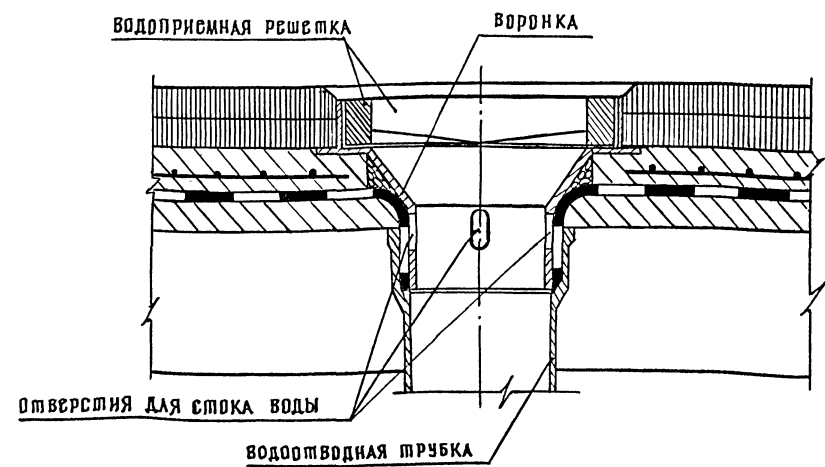 ВОДОПРИЕМНАЯ РЕШЕТКА
ВОРОНКА
ОТВЕРСТИЯ ДЛЯ СТОКА ВОДЫ
ВОДООТВОДНАЯ ТРУБКА